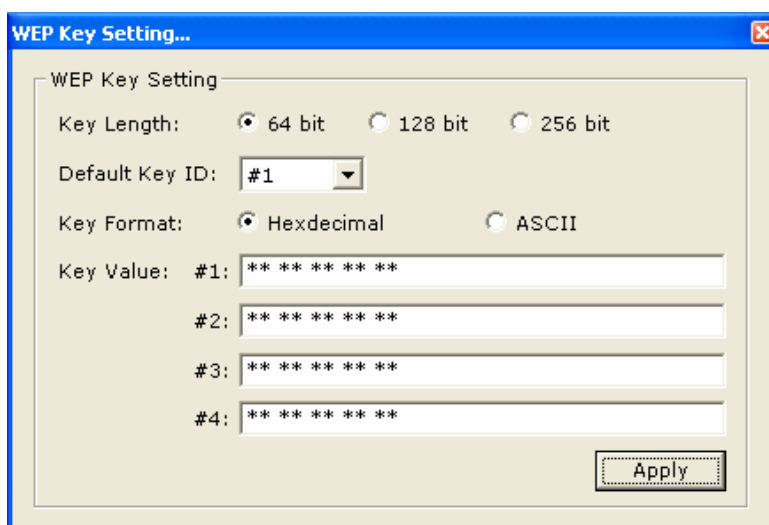 WEP Key Setting...
WEP Key Setting
Key Length: 64 bit 128 bit 256 bit
Default Key ID: #1
Key Format: Hexdecimal ASCII
Key Value: #1: ** ** ** ** **
#2: ** ** ** ** **
#3: ** ** ** ** **
#4: ** ** ** ** **
Apply